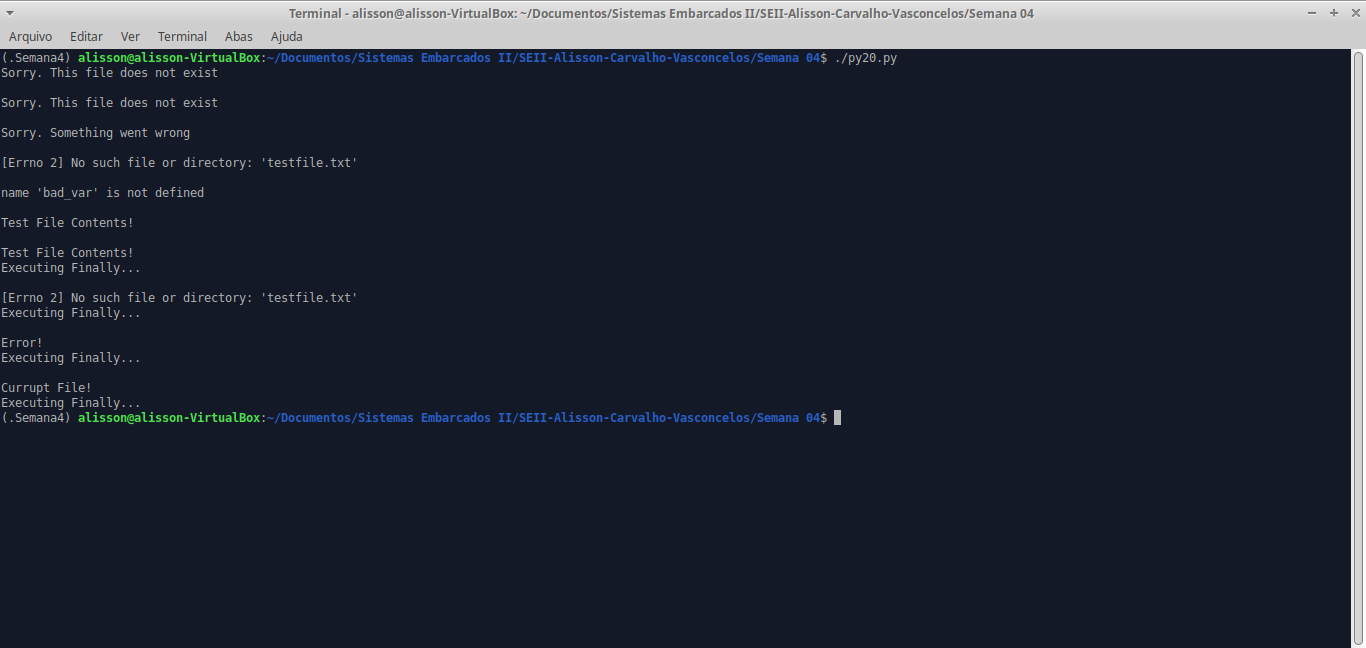 Terminal - alisson@alisson-VirtualBox: ~/Documentos/Sistemas Embarcados II/SEII-Alisson-Carvalho-Vasconcelos/Semana 04
Arquivo Editar Ver Terminal Abas Ajuda
(.Semana4) alisson@alisson-VirtualBox:~/Documentos/Sistemas Embarcados II/SEII-Alisson-Carvalho-Vasconcelos/Semana 04$ ./py20.py
Sorry. This file does not exist
Sorry. This file does not exist
Sorry. Something went wrong
[Errno 2] No such file or directory: 'testfile.txt'
name 'bad_var' is not defined
Test File Contents!
Test File Contents!
Executing Finally...
[Errno 2] No such file or directory: 'testfile.txt'
Executing Finally...
Error!
Executing Finally...
Currupt File!
Executing Finally...
(.Semana4) alisson@alisson-VirtualBox:~/Documentos/Sistemas Embarcados II/SEII-Alisson-Carvalho-Vasconcelos/Semana 04$